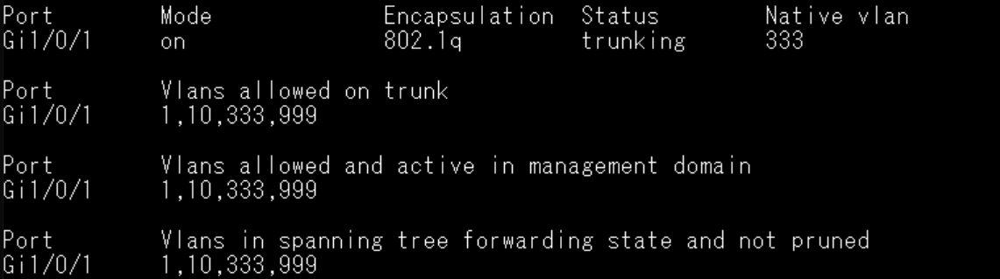 Port        Mode             Encapsulation  Status        Native vlan
Gi1/0/1     on               802.1q         trunking      333

Port        Vlans allowed on trunk
Gi1/0/1     1,10,333,999

Port        Vlans allowed and active in management domain
Gi1/0/1     1,10,333,999

Port        Vlans in spanning tree forwarding state and not pruned
Gi1/0/1     1,10,333,999